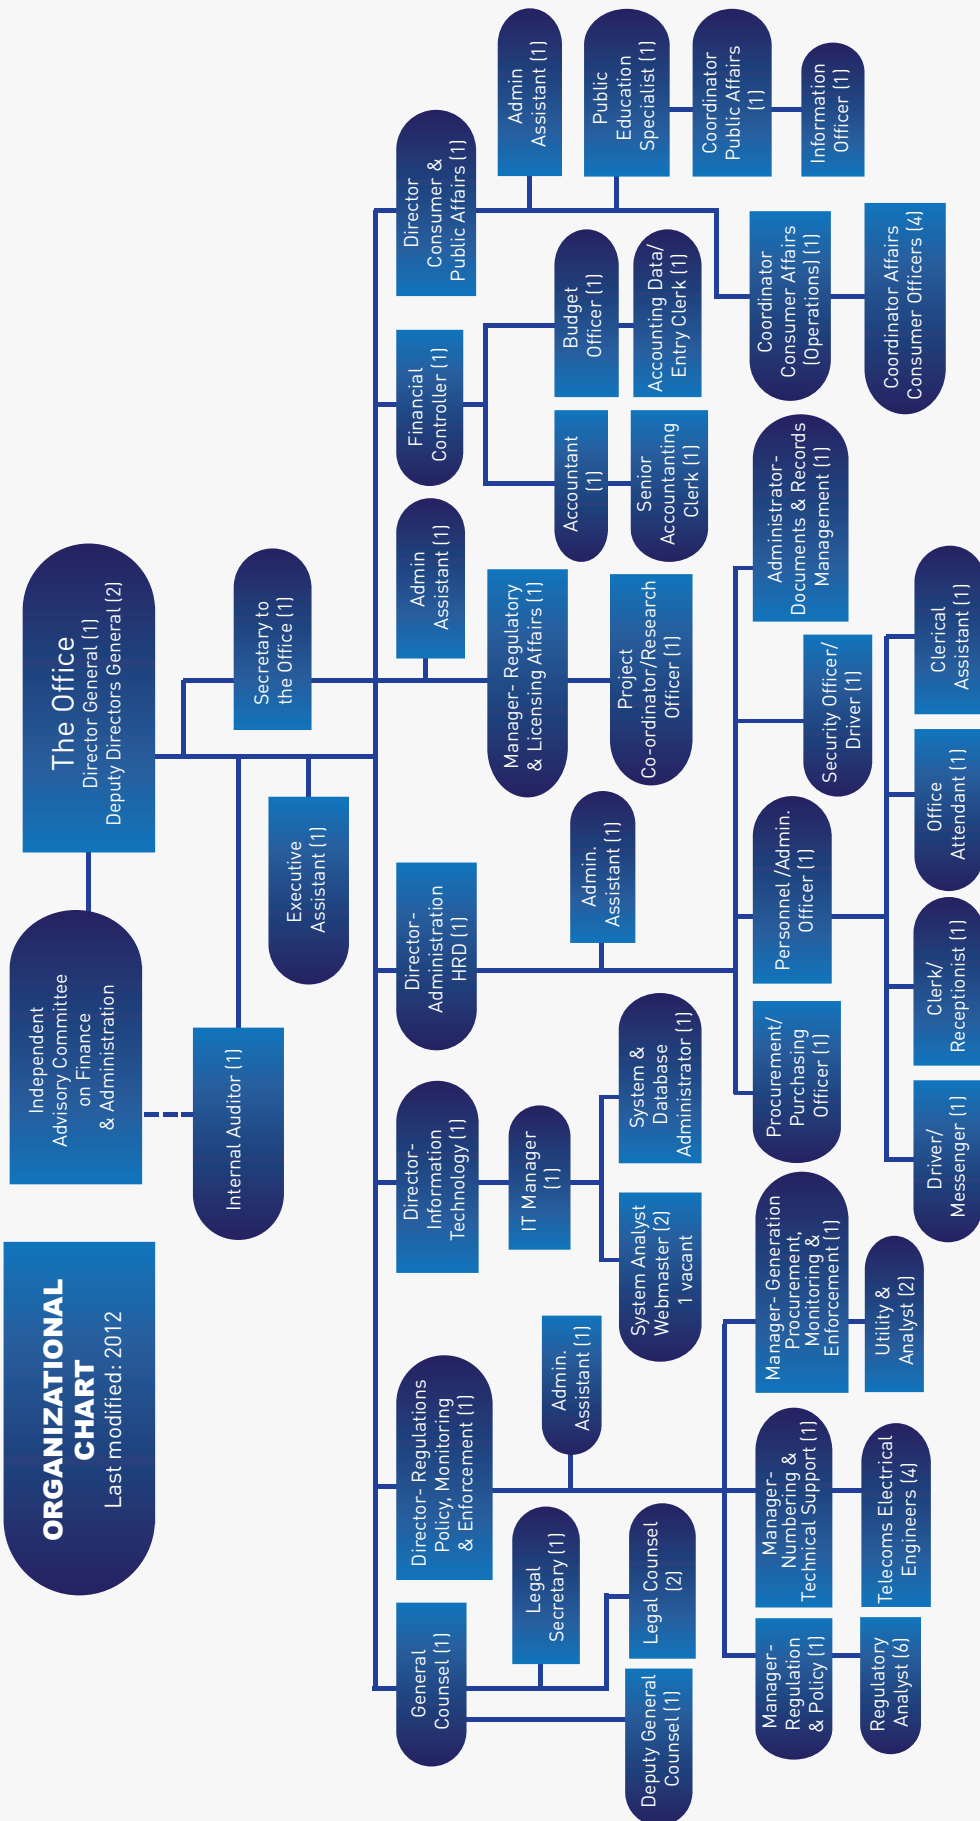 ORGANIZATIONAL
CHART
Last modified: 2012
Independent
Advisory Committee
on Finance
& Administration
The Office
Director General (1)
Deputy Directors General (2)
Internal Auditor (1)
Secretary to
the Office (1)
Executive
Assistant (1)
General
Counsel (1)
Legal
Secretary (1)
Legal Counsel
(2)
Deputy General
Counsel (1)
Director- Regulations
Policy, Monitoring
& Enforcement (1)
Admin.
Assistant (1)
Manager-
Regulation
& Policy (1)
Regulatory
Analyst (6)
Manager-
Numbering &
Technical Support (1)
Telecoms Electrical
Engineers (4)
Manager- Generation
Procurement,
Monitoring &
Enforcement (1)
Utility &
Analyst (2)
Director-
Information
Technology (1)
IT Manager
(1)
System Analyst
Webmaster (2)
1 vacant
System &
Database
Administrator (1)
Director-
Administration
HRD (1)
Admin.
Assistant (1)
Procurement/
Purchasing
Officer (1)
Personnel /Admin.
Officer (1)
Security Officer/
Driver (1)
Administrator-
Documents & Records
Management (1)
Driver/
Messenger (1)
Clerk/
Receptionist (1)
Office
Attendant (1)
Clerical
Assistant (1)
Admin
Assistant (1)
Manager- Regulatory
& Licensing Affairs (1)
Project
Co-ordinator/Research
Officer (1)
Financial
Controller (1)
Accountant
(1)
Senior
Accountanting
Clerk (1)
Budget
Officer (1)
Accounting Data/
Entry Clerk (1)
Director
Consumer &
Public Affairs (1)
Admin
Assistant (1)
Public
Education
Specialist (1)
Coordinator
Public Affairs
(1)
Information
Officer (1)
Coordinator
Consumer Affairs
(Operations) (1)
Coordinator Affairs
Consumer Officers (4)